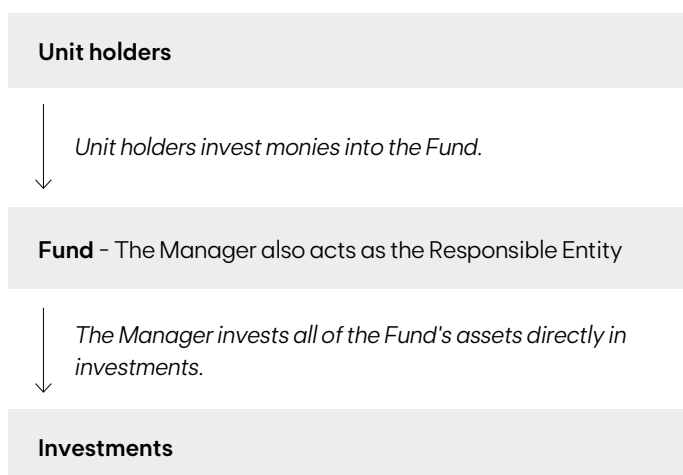 Unit holders
Unit holders invest monies into the Fund.
Fund - The Manager also acts as the Responsible Entity
The Manager invests all of the Fund's assets directly in
investments.
Investments